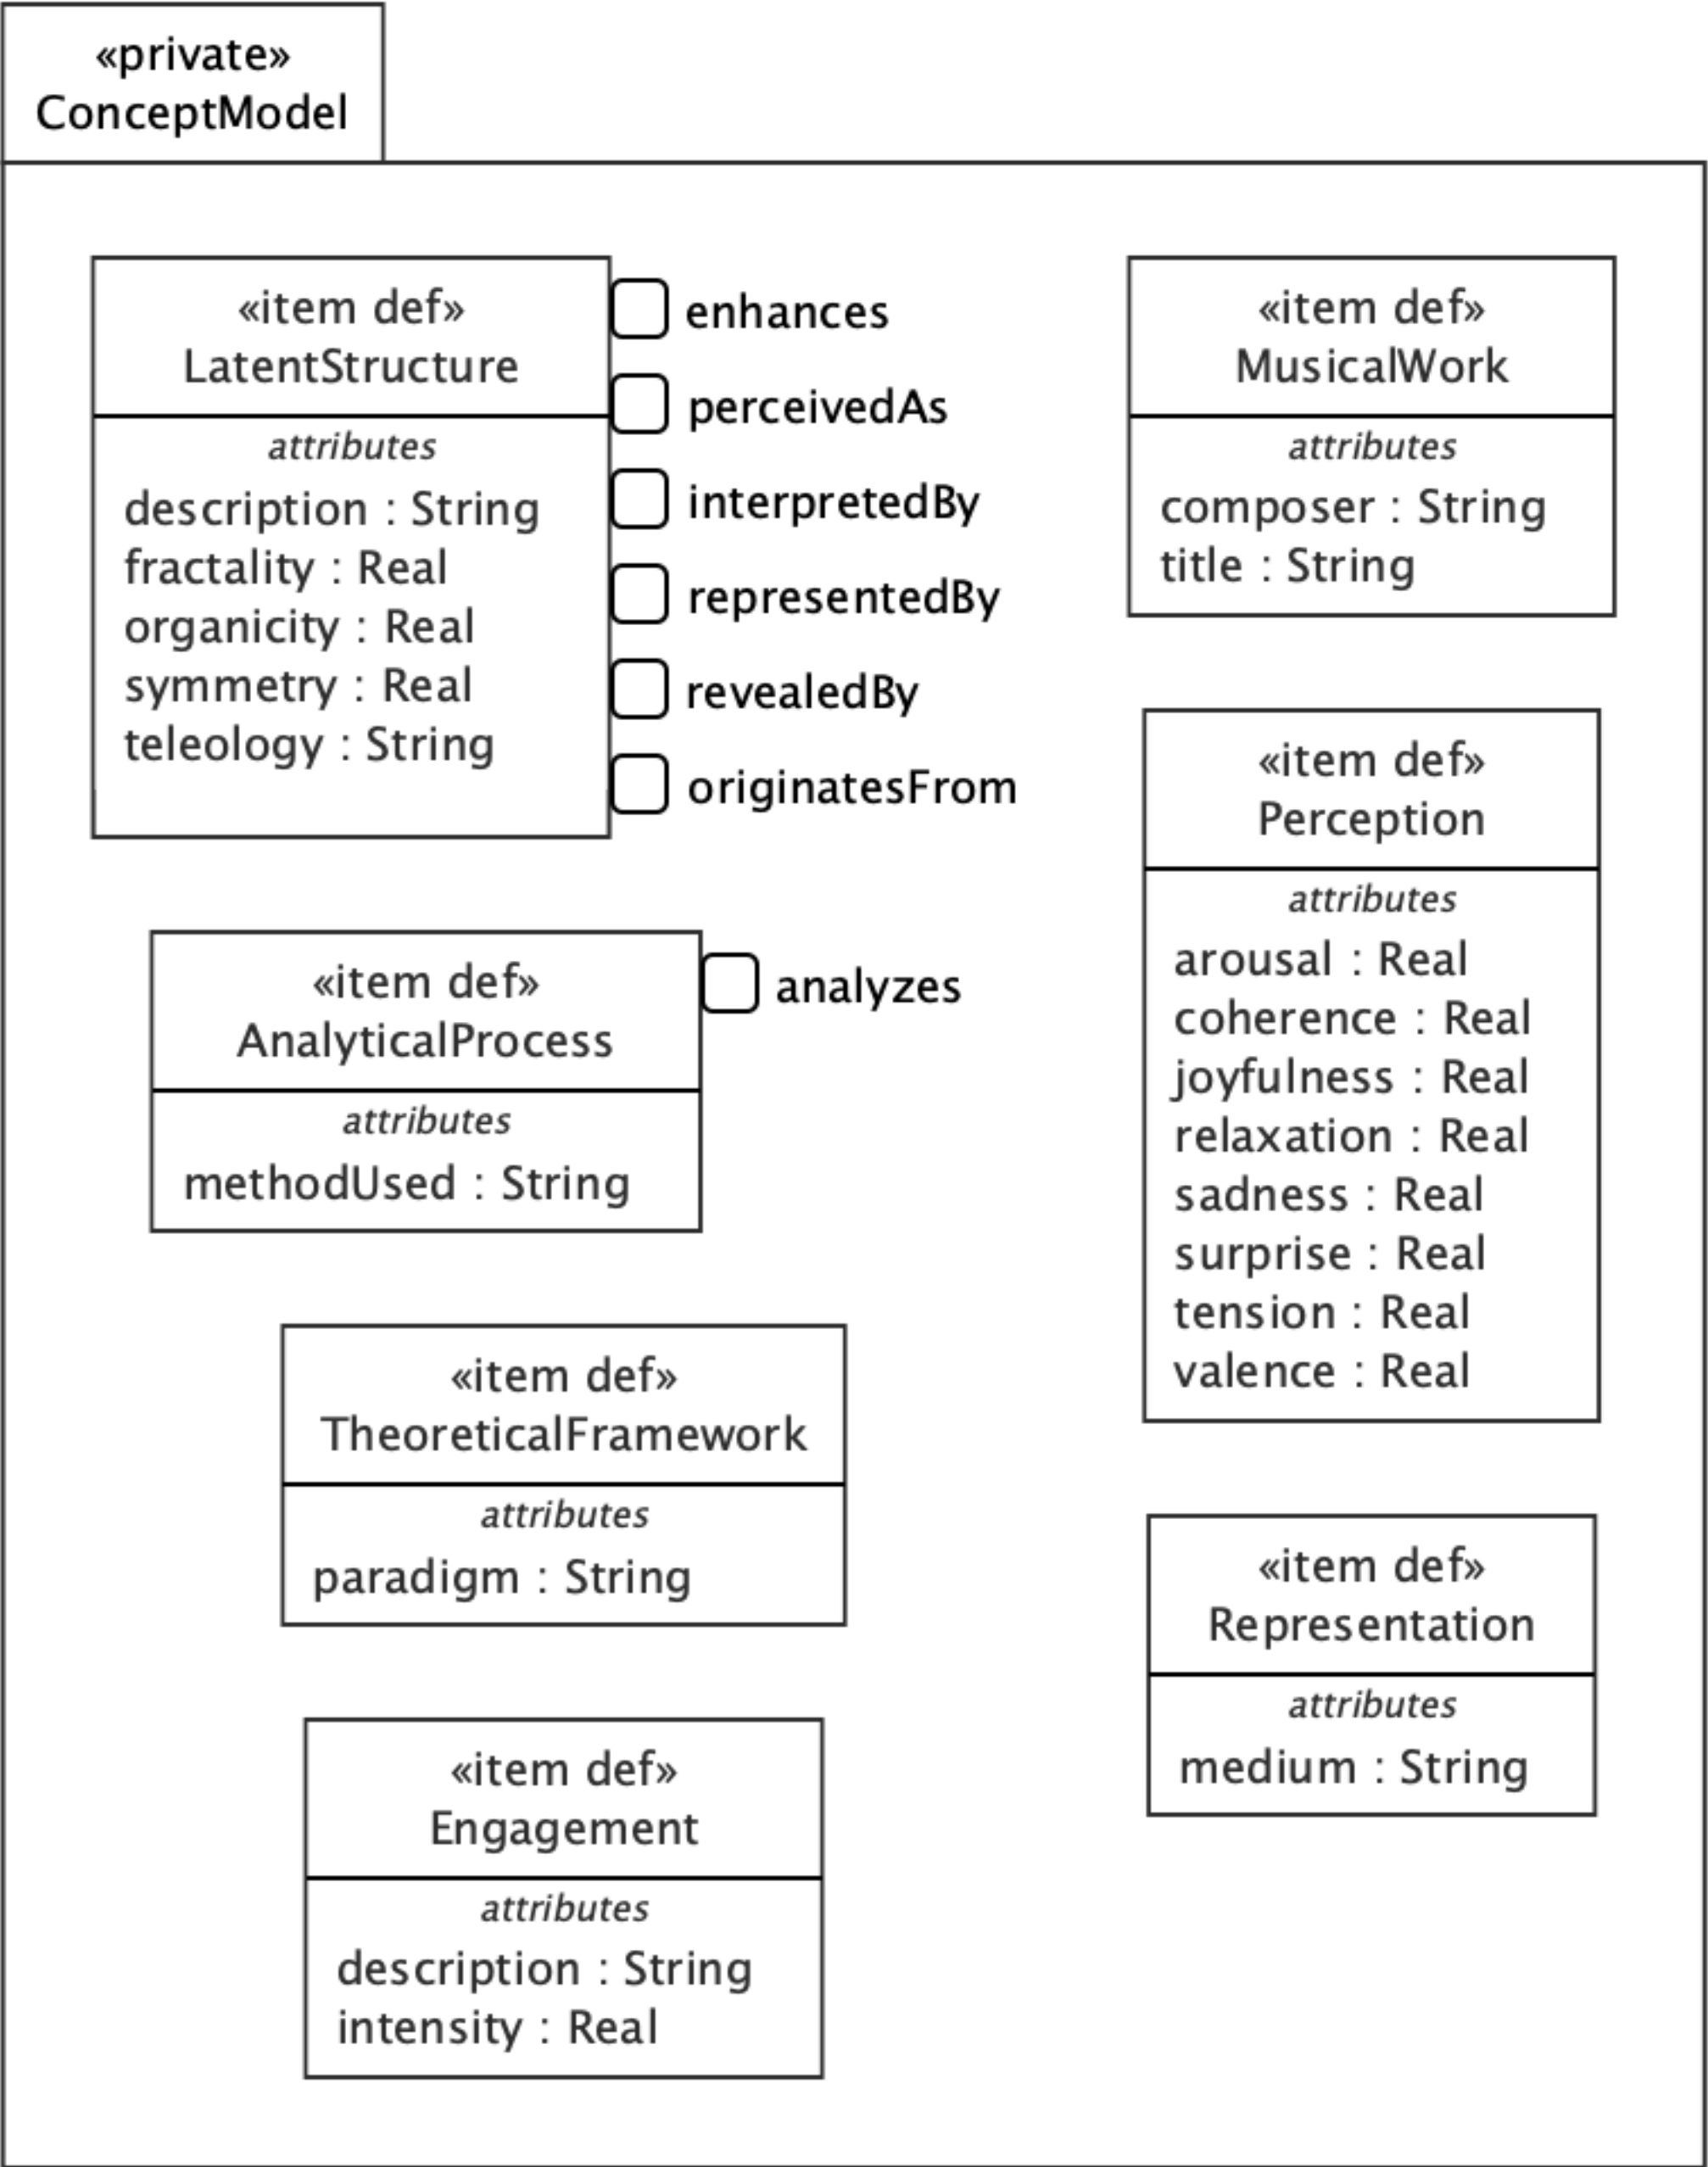 «private»
ConceptModel
«item def»
LatentStructure
attributes
description : String
fractality : Real
organicity : Real
symmetry : Real
teleology : String
enhances
perceivedAs
interpretedBy
representedBy
revealedBy
originatesFrom
«item def»
MusicalWork
attributes
composer : String
title : String
«item def»
Perception
attributes
arousal : Real
coherence : Real
joyfulness : Real
relaxation : Real
sadness : Real
surprise : Real
tension : Real
valence : Real
«item def»
AnalyticalProcess
attributes
methodUsed : String
analyzes
«item def»
TheoreticalFramework
attributes
paradigm : String
«item def»
Representation
attributes
medium : String
«item def»
Engagement
attributes
description : String
intensity : Real